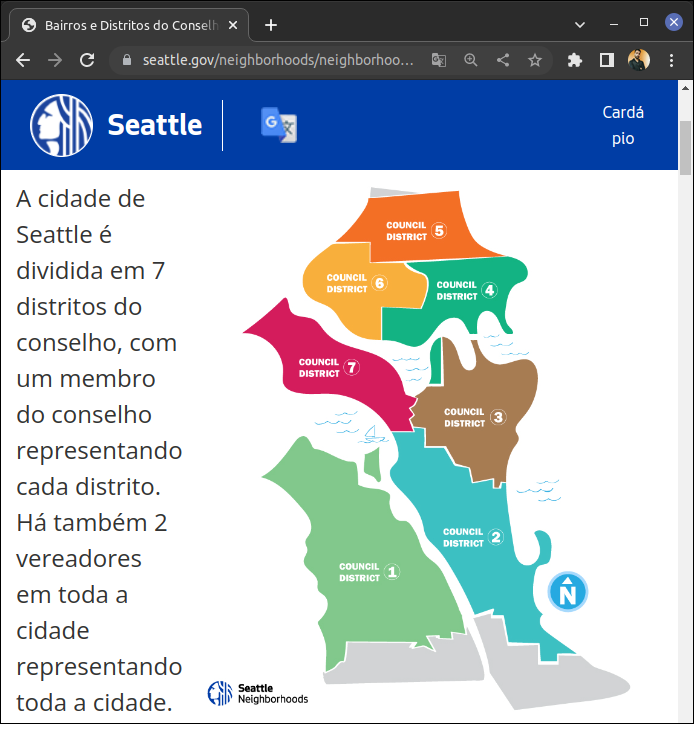 Bairros e Distritos do Conselh
seattle.gov/neighborhoods/neighborhoo...
Seattle
Cardá
pio
A cidade de
Seattle é
dividida em 7
distritos do
conselho, com
um membro
do conselho
representando
cada distrito.
Há também 2
vereadores
em toda a
cidade
representando
toda a cidade.
COUNCIL
DISTRICT 5
COUNCIL
DISTRICT 6
COUNCIL
DISTRICT 4
COUNCIL
DISTRICT 7
COUNCIL
DISTRICT 3
COUNCIL
DISTRICT 2
COUNCIL
DISTRICT 1
N
Seattle
Neighborhoods